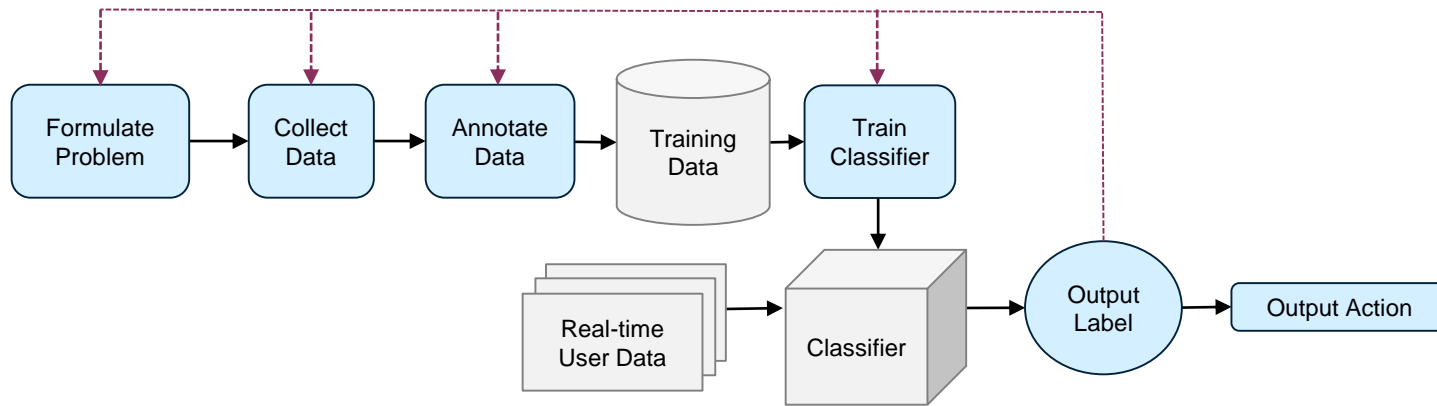 Formulate
Problem
Collect
Data
Annotate
Data
Training
Data
Train
Classifier
Real-time
User Data
Classifier
Output
Label
Output Action